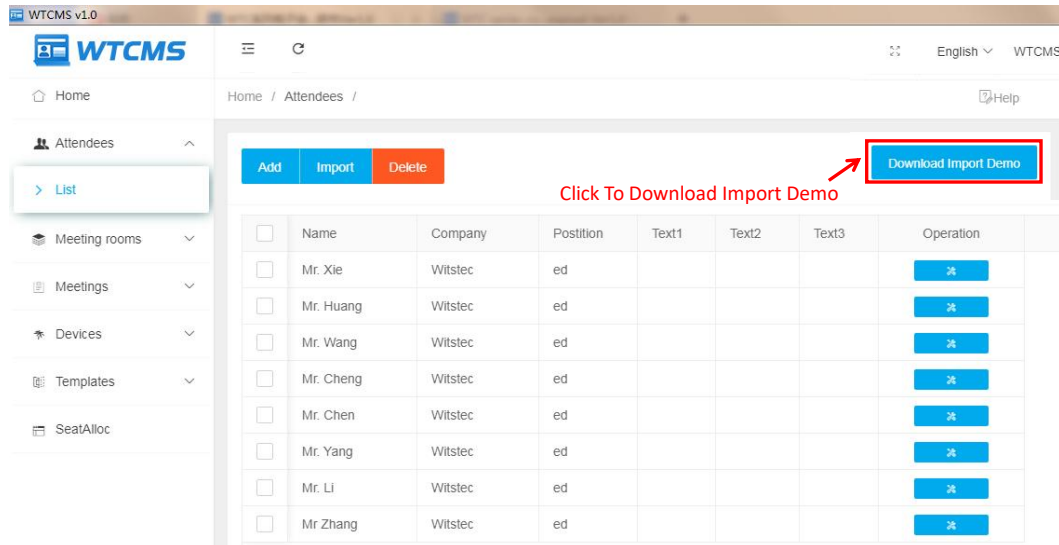 WTCMS v1.0
WTCMS
English
WTCMS
Home
Home / Attendees /
Help
Attendees
Add
Import
Delete
Download Import Demo
Click To Download Import Demo
List
Name Company Postition Text1 Text2 Text3 Operation
Meeting rooms
Mr. Xie Witstec ed
Meetings
Mr. Huang Witstec ed
Devices
Mr. Wang Witstec ed
Templates
Mr. Cheng Witstec ed
Mr. Chen Witstec ed
SeatAlloc
Mr. Yang Witstec ed
Mr. Li Witstec ed
Mr Zhang Witstec ed